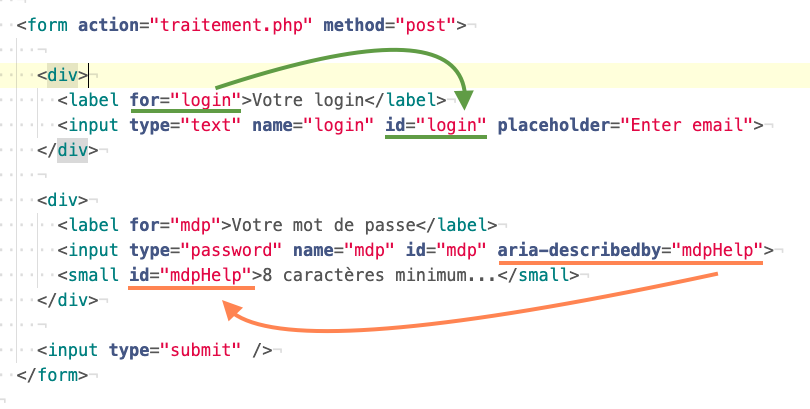 <form action="traitement.php" method="post">
<div>
<label for="login">Votre login</label>
<input type="text" name="login" id="login" placeholder="Enter email">
</div>
<div>
<label for="mdp">Votre mot de passe</label>
<input type="password" name="mdp" id="mdp" aria-describedby="mdpHelp">
<small id="mdpHelp">8 caractères minimum...</small>
</div>
<input type="submit" />
</form>